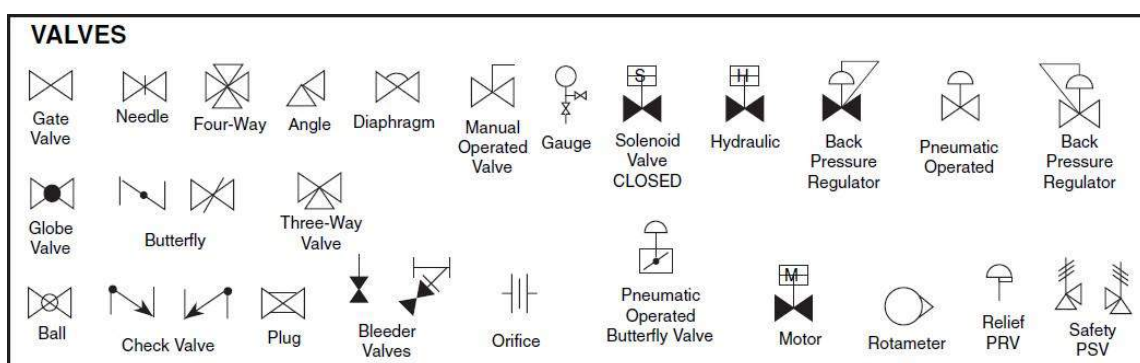 VALVES
Gate
Valve
Needle
Four-Way
Angle
Diaphragm
Manual
Operated
Valve
Gauge
S
Solenoid
Valve
CLOSED
H
Hydraulic
Back
Pressure
Regulator
Pneumatic
Operated
Back
Pressure
Regulator
Globe
Valve
Butterfly
Three-Way
Valve
Ball
Check Valve
Plug
Bleeder
Valves
Orifice
Pneumatic
Operated
Butterfly Valve
M
Motor
Rotameter
Relief
PRV
Safety
PSV